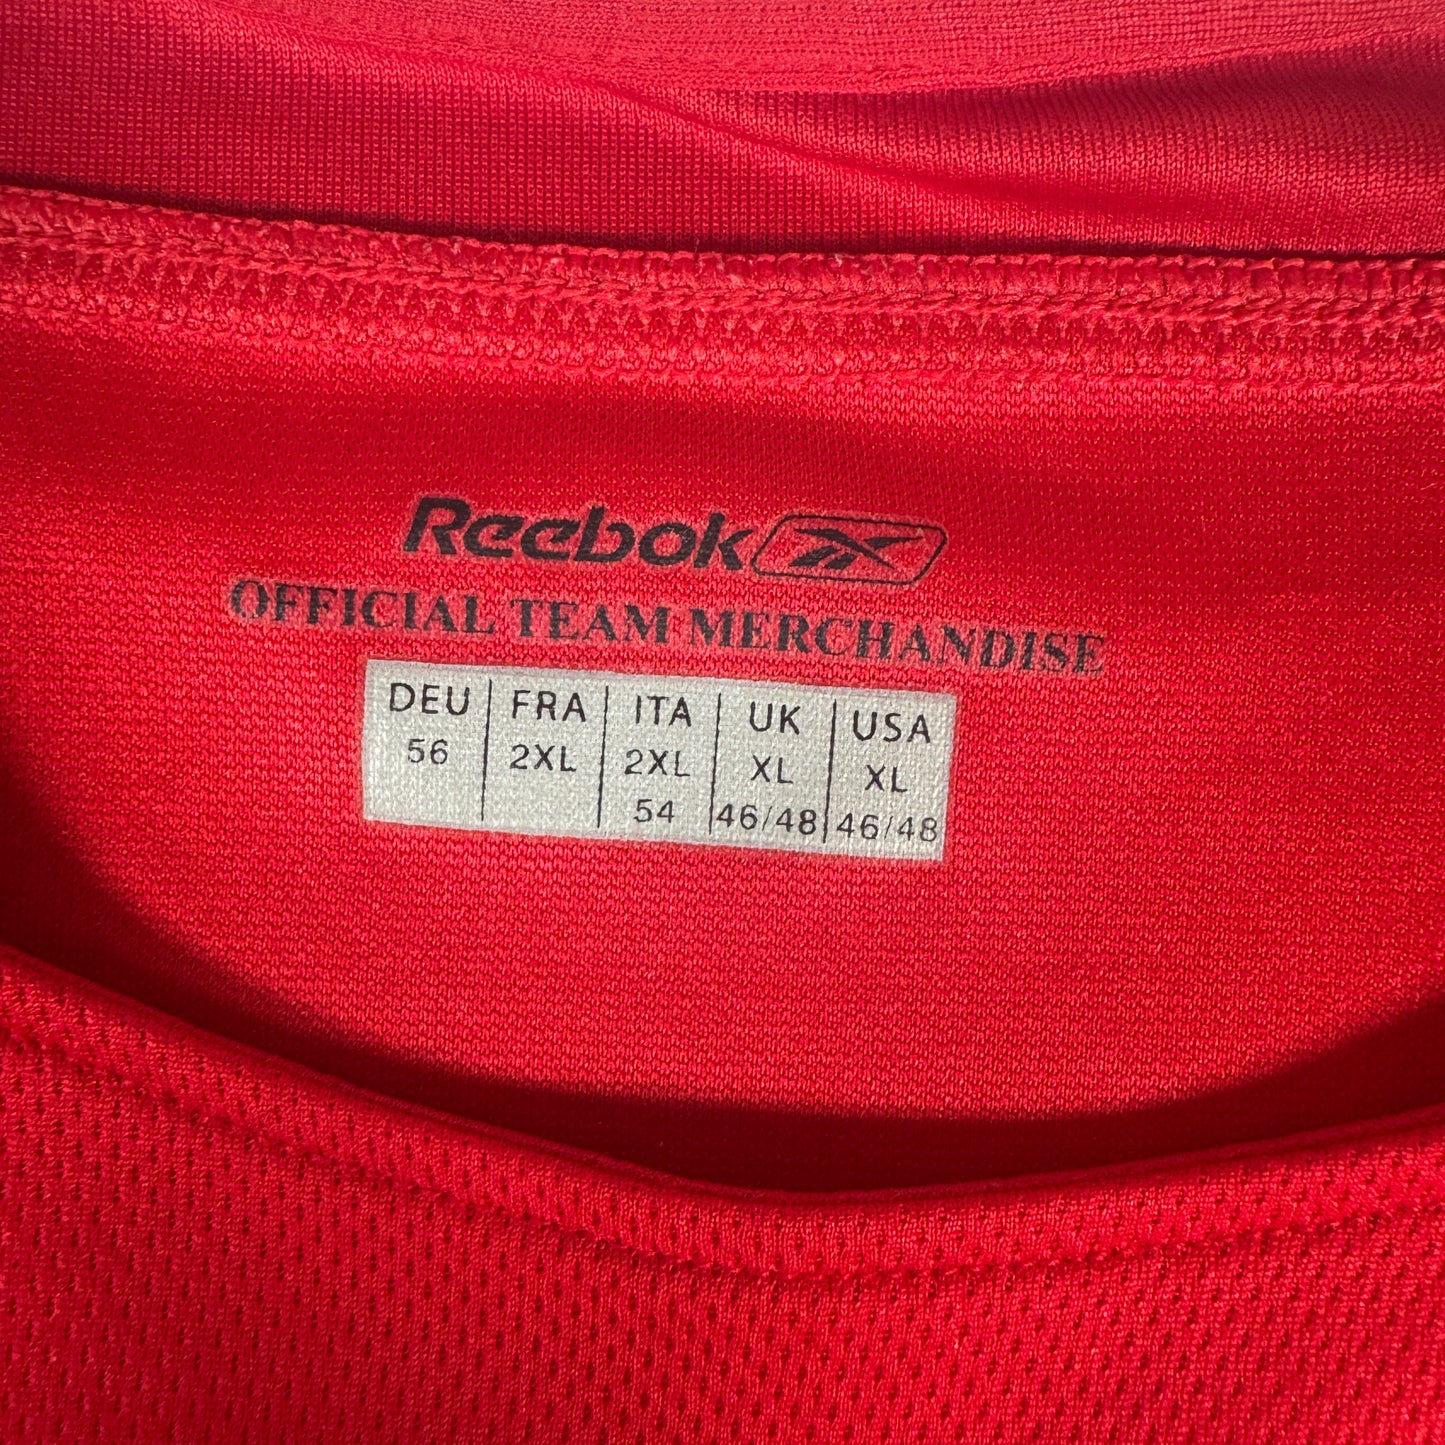 Reebok
OFFICIAL TEAM MERCHANDISE
DEU FRA ITA UK USA
56 2XL 2XL XL XL
54 46/48 46/48